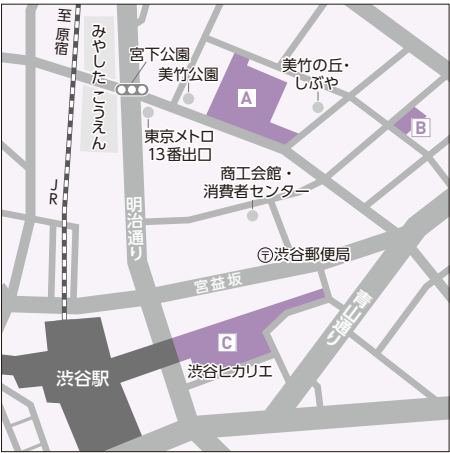 至
原宿
みやした こうえん
宮下公園
美竹公園
美竹の丘・
しぶや
A
B
東京メトロ
13番出口
商工会館・
消費者センター
JR
明治通り
〒渋谷郵便局
宮益坂
青山通り
C
渋谷ヒカリエ
渋谷駅